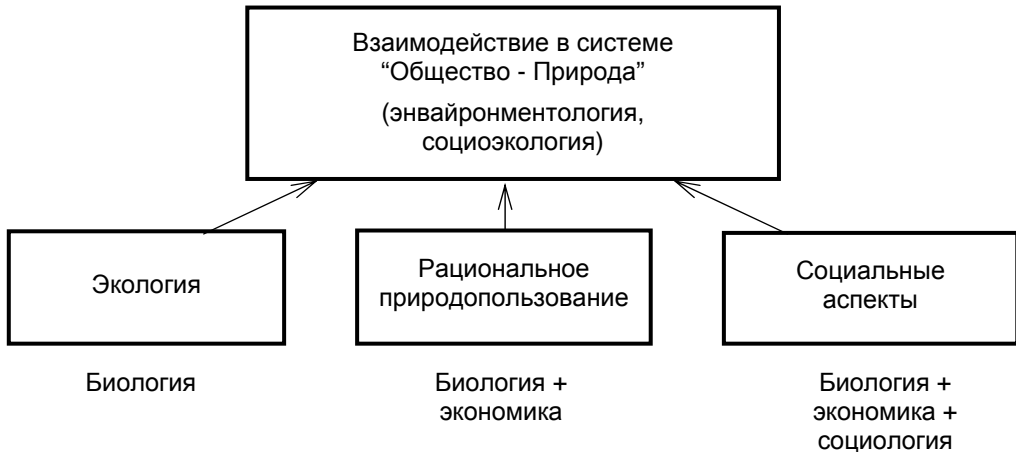 Взаимодействие в системе
“Общество - Природа”
(энвайронментология,
социоэкология)
Экология
Рациональное
природопользование
Социальные
аспекты
Биология
Биология +
экономика
Биология +
экономика +
социология